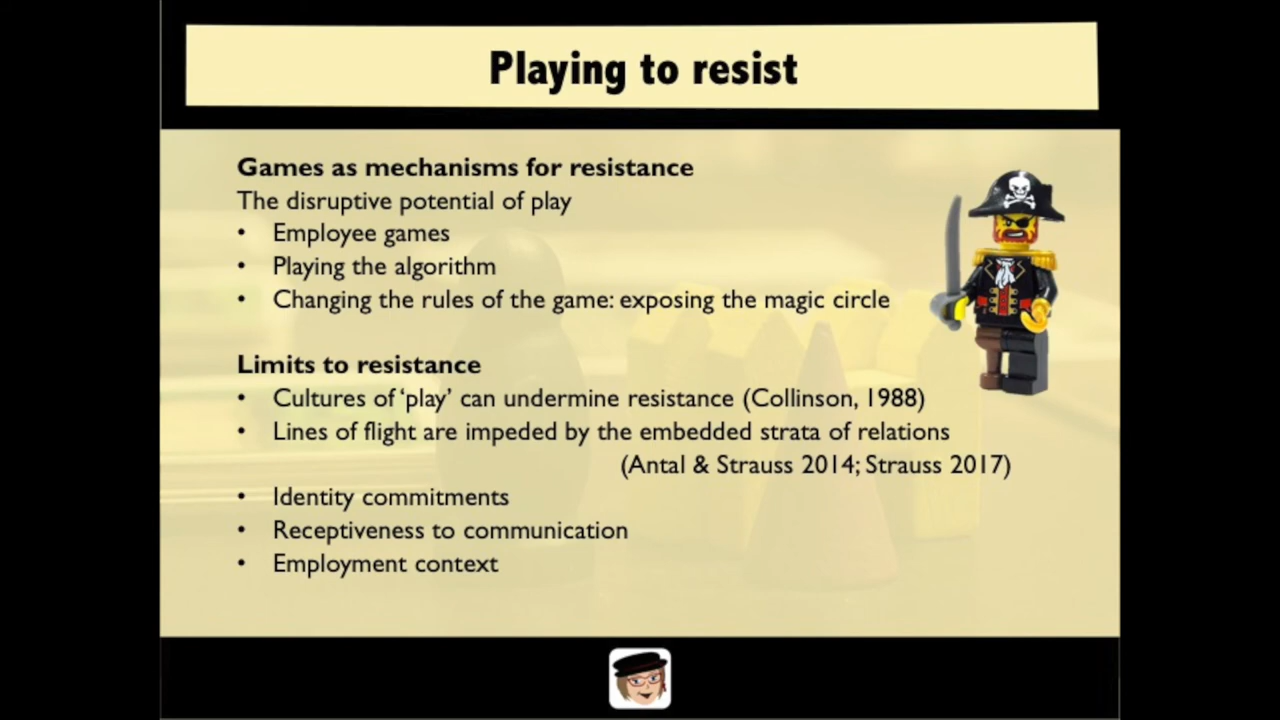 Playing to resist
Games as mechanisms for resistance
The disruptive potential of play
• Employee games
• Playing the algorithm
• Changing the rules of the game: exposing the magic circle
Limits to resistance
• Cultures of ‘play’ can undermine resistance (Collinson, 1988)
• Lines of flight are impeded by the embedded strata of relations
(Antal & Strauss 2014; Strauss 2017)
• Identity commitments
• Receptiveness to communication
• Employment context